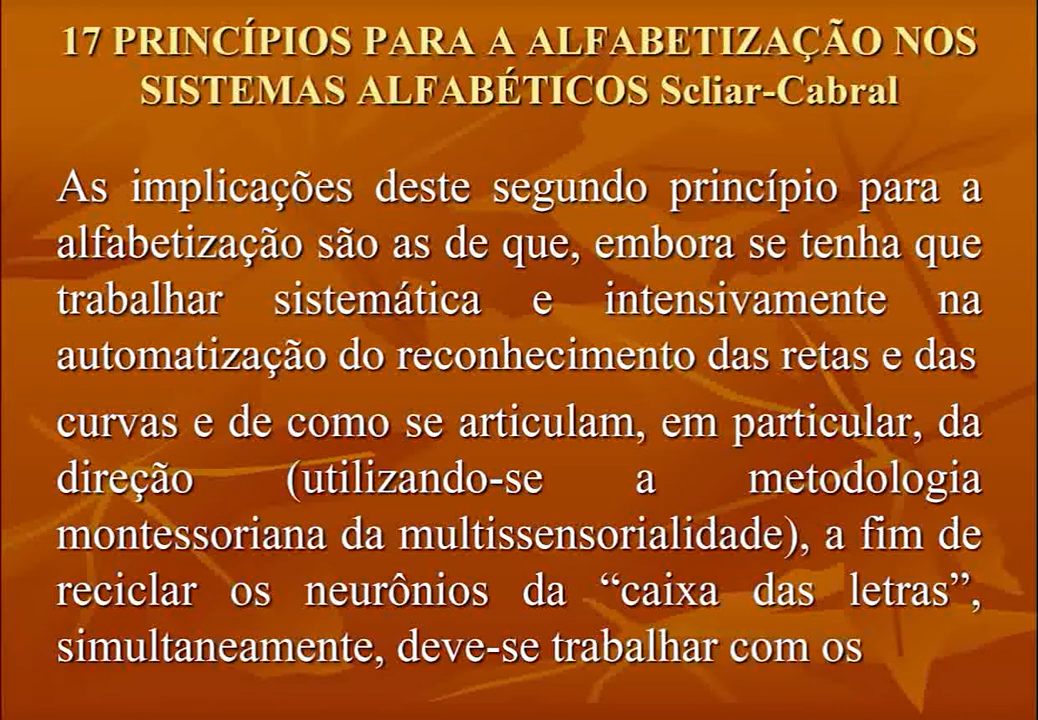 17 PRINCÍPIOS PARA A ALFABETIZAÇÃO NOS
SISTEMAS ALFABÉTICOS Scliar-Cabral
As implicações deste segundo princípio para a
alfabetização são as de que, embora se tenha que
trabalhar sistemática e intensivamente na
automatização do reconhecimento das retas e das
curvas e de como se articulam, em particular, da
direção (utilizando-se a metodologia
montessoriana da multissensorialidade), a fim de
reciclar os neurônios da “caixa das letras”,
simultaneamente, deve-se trabalhar com os